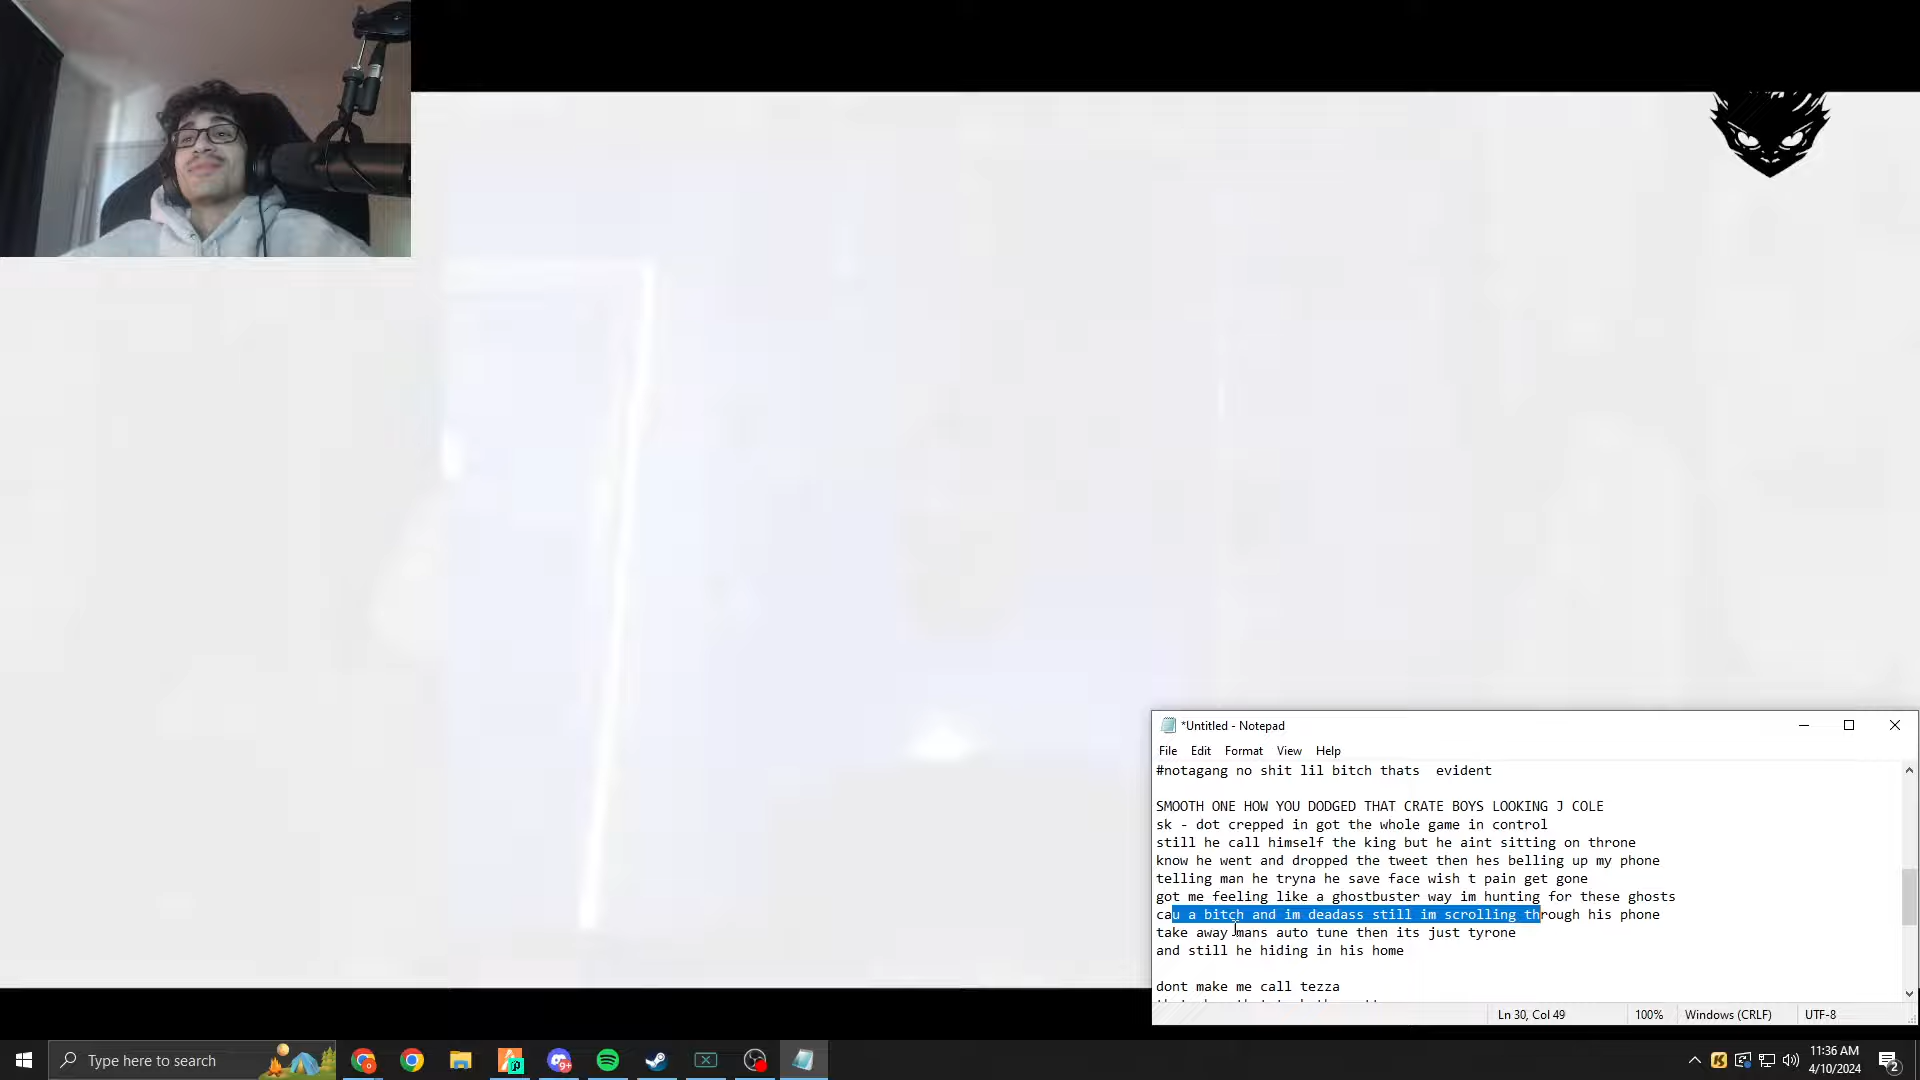 *Untitled - Notepad
File Edit Format View Help
#notagang no shit lil bitch thats  evident
SMOOTH ONE HOW YOU DODGED THAT CRATE BOYS LOOKING J COLE
sk - dot crepped in got the whole game in control
still he call himself the king but he aint sitting on throne
know he went and dropped the tweet then hes belling up my phone
telling man he tryna he save face wish t pain get gone
got me feeling like a ghostbuster way im hunting for these ghosts
cau a bitch and im deadass still im scrolling through his phone
take away mans auto tune then its just tyrone
and still he hiding in his home
dont make me call tezza
Ln 30, Col 49 100% Windows (CRLF) UTF-8
Type here to search
9+
11:36 AM
4/10/2024
2